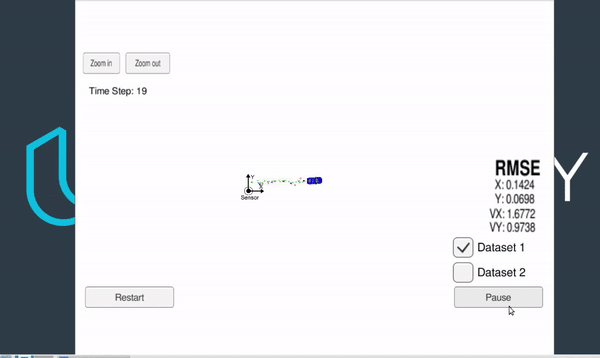 Zoom in
Zoom out
Time Step: 19
Y
X
Sensor
RMSE
X: 0.1424
Y: 0.0698
VX: 1.6772
VY: 0.9738
Dataset 1
Dataset 2
Restart
Pause
U
Y